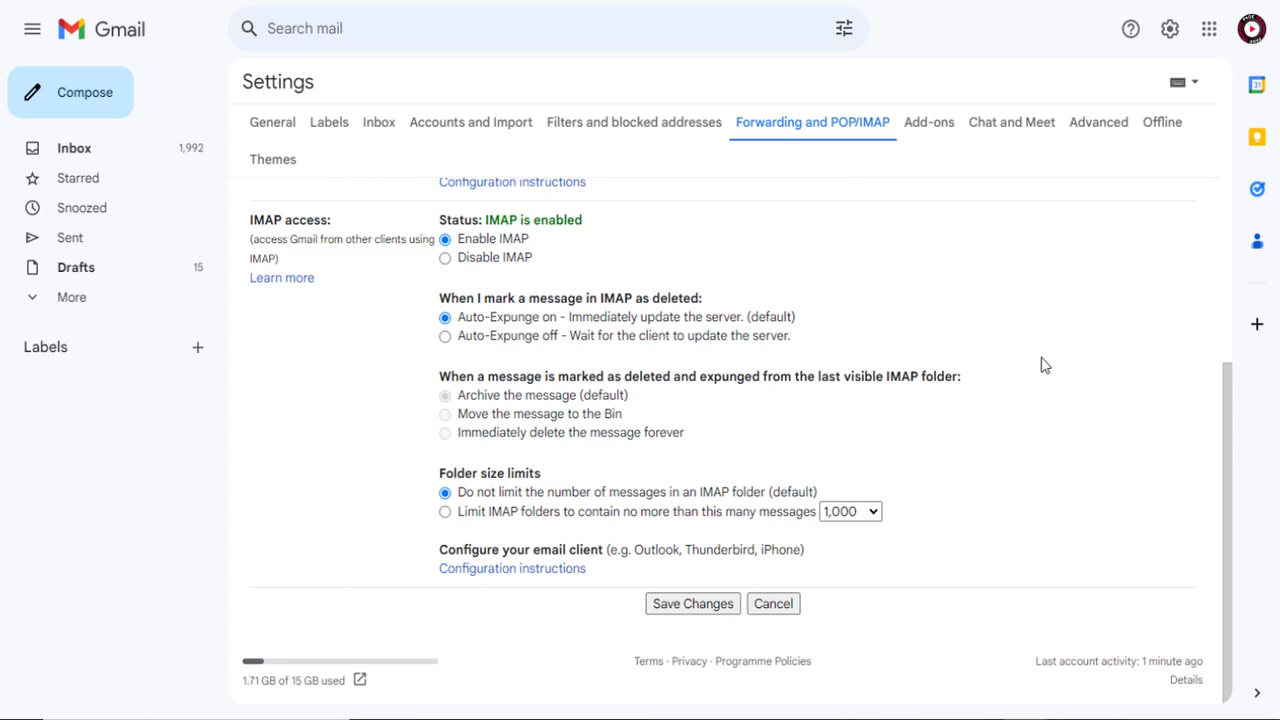 Gmail
Search mail
Compose
Inbox 1,992
Starred
Snoozed
Sent
Drafts 15
More
Labels
Settings
General Labels Inbox Accounts and Import Filters and blocked addresses Forwarding and POP/IMAP Add-ons Chat and Meet Advanced Offline
Themes
Configuration instructions
IMAP access:
(access Gmail from other clients using
IMAP)
Learn more
Status: IMAP is enabled
Enable IMAP
Disable IMAP
When I mark a message in IMAP as deleted:
Auto-Expunge on - Immediately update the server. (default)
Auto-Expunge off - Wait for the client to update the server.
When a message is marked as deleted and expunged from the last visible IMAP folder:
Archive the message (default)
Move the message to the Bin
Immediately delete the message forever
Folder size limits
Do not limit the number of messages in an IMAP folder (default)
Limit IMAP folders to contain no more than this many messages 1,000
Configure your email client (e.g. Outlook, Thunderbird, iPhone)
Configuration instructions
Save Changes Cancel
1.71 GB of 15 GB used
Terms · Privacy · Programme Policies
Last account activity: 1 minute ago
Details
31